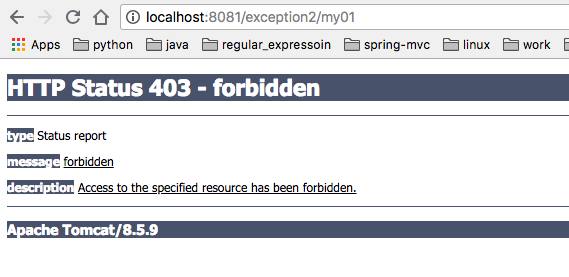 localhost:8081/exception2/my01
Apps python java regular_expressoin spring-mvc linux work
HTTP Status 403 - forbidden
type Status report
message forbidden
description Access to the specified resource has been forbidden.
Apache Tomcat/8.5.9